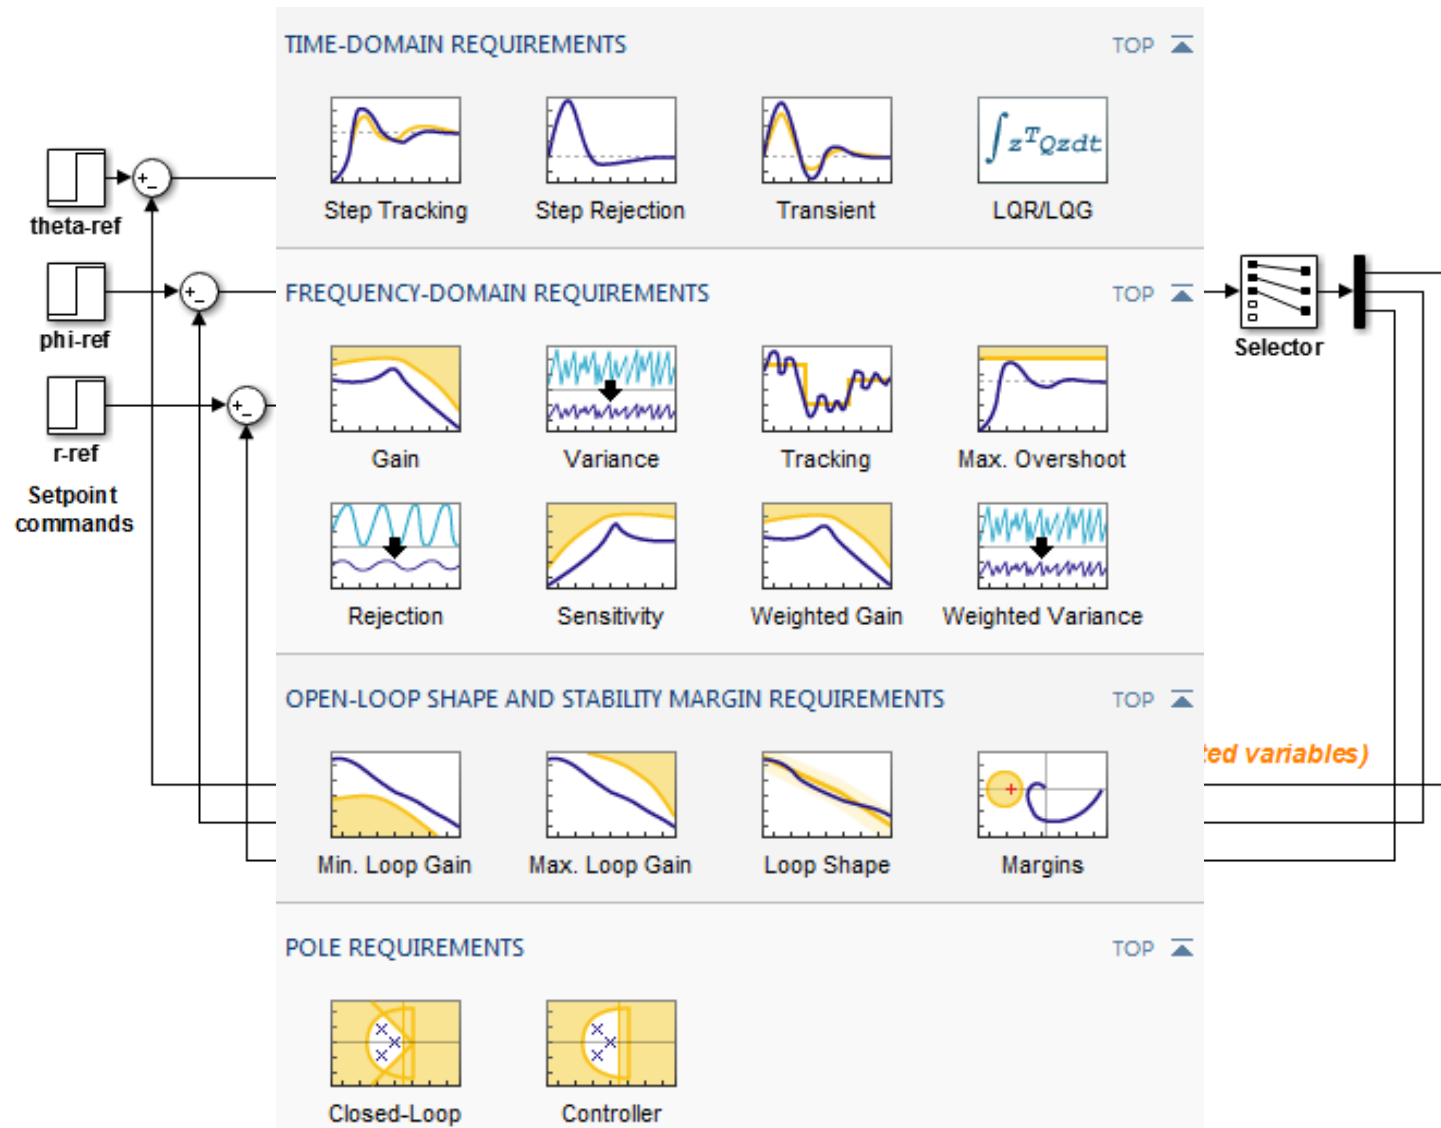 TIME-DOMAIN REQUIREMENTS TOP
∫zᵀQzdt
Step Tracking Step Rejection Transient LQR/LQG
theta-ref
FREQUENCY-DOMAIN REQUIREMENTS TOP
phi-ref
Selector
r-ref
Gain Variance Tracking Max. Overshoot
Setpoint
commands
Rejection Sensitivity Weighted Gain Weighted Variance
OPEN-LOOP SHAPE AND STABILITY MARGIN REQUIREMENTS TOP
variables)
Min. Loop Gain Max. Loop Gain Loop Shape Margins
POLE REQUIREMENTS TOP
Closed-Loop Controller